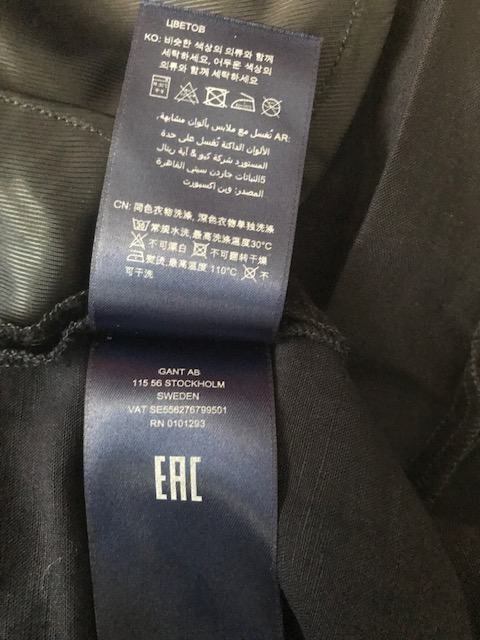 ЦВЕТОВ
KO: 비슷한 색상의 의류와 함께
세탁하세요, 어두운 색상의
의류와 함께 세탁하세요
AR: تغسل مع ملابس بألوان مشابهة,
الألوان الداكنة تغسل على حدة
المستورد شركة كيو & آية ريتال
5النباتات جاردن سيتي القاهرة
المصدر: وين اكسبورت
CN: 同色衣物洗涤, 深色衣物单独洗涤
常规水洗,最高洗涤温度30°C
不可漂白 不可翻转干燥
熨烫,最高温度 110°C 不
可干洗
GANT AB
115 56 STOCKHOLM
SWEDEN
VAT SE556276799501
RN 0101293
EAC